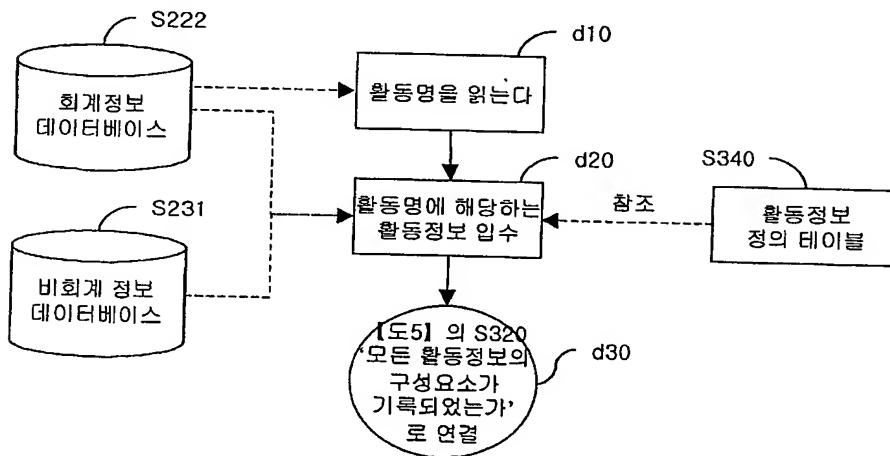 S222
d10
회계정보
데이터베이스
활동명을 읽는다
d20
S340
S231
활동명에 해당하는
활동정보 입수
참조
활동정보
정의 테이블
비회계 정보
데이터베이스
【도5】의 S320
'모든 활동정보의
구성요소가
기록되었는가'
로 연결
d30